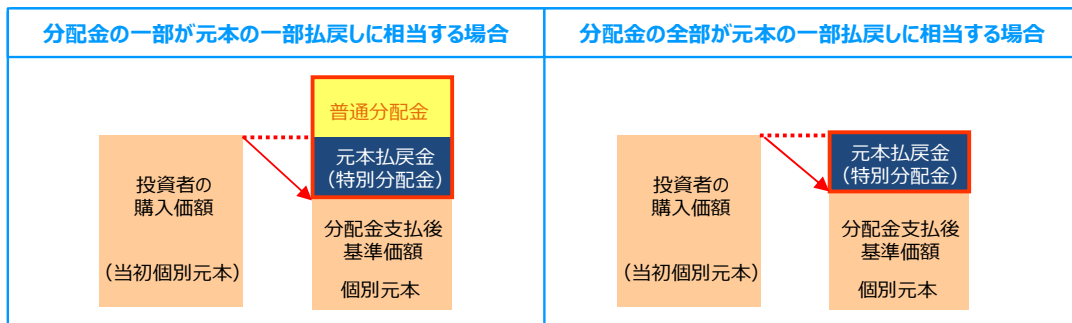 分配金の一部が元本の一部払戻しに相当する場合
分配金の全部が元本の一部払戻しに相当する場合
普通分配金
元本払戻金
（特別分配金）
投資者の
購入価額
（当初個別元本）
分配金支払後
基準価額
個別元本
元本払戻金
（特別分配金）
投資者の
購入価額
（当初個別元本）
分配金支払後
基準価額
個別元本